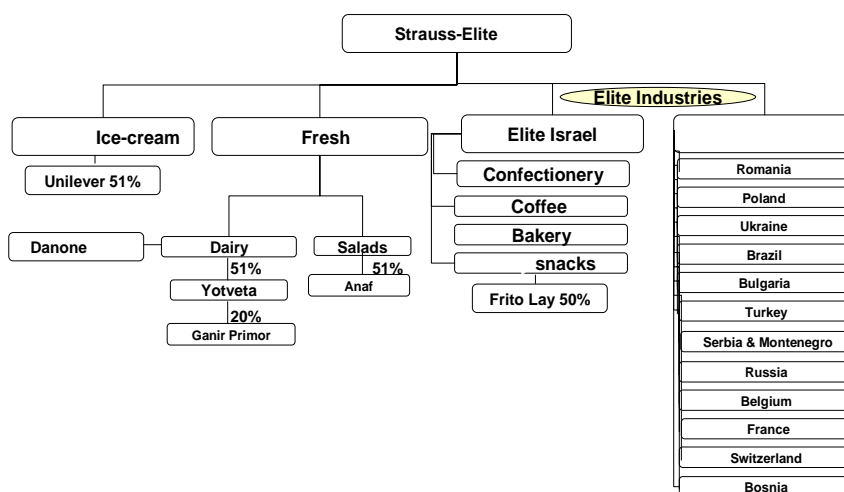 Strauss-Elite
Elite Industries
Ice-cream
Fresh
Elite Israel
Unilever 51%
Confectionery
Coffee
Bakery
snacks
Frito Lay 50%
Danone
Dairy
Salads
51%
51%
Yotveta
Anaf
20%
Ganir Primor
Romania
Poland
Ukraine
Brazil
Bulgaria
Turkey
Serbia & Montenegro
Russia
Belgium
France
Switzerland
Bosnia